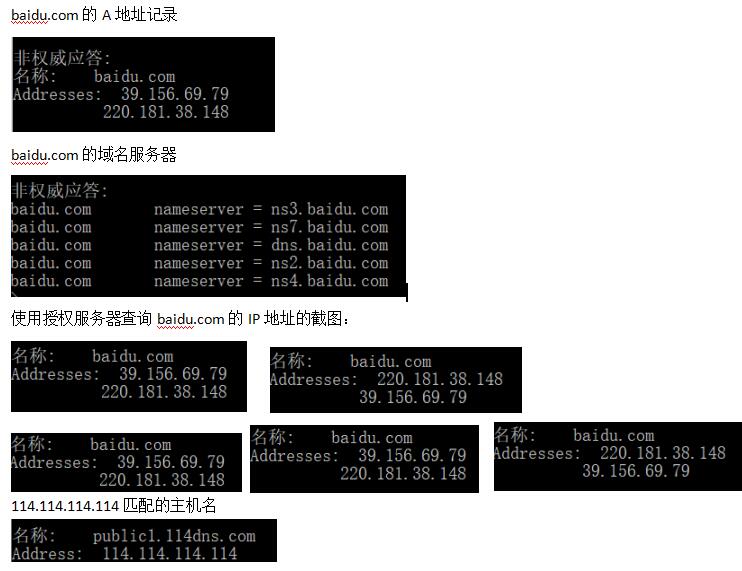 baidu.com 的 A 地址记录
非权威应答:
名称:    baidu.com
Addresses:  39.156.69.79
220.181.38.148
baidu.com 的域名服务器
非权威应答:
baidu.com       nameserver = ns3.baidu.com
baidu.com       nameserver = ns7.baidu.com
baidu.com       nameserver = dns.baidu.com
baidu.com       nameserver = ns2.baidu.com
baidu.com       nameserver = ns4.baidu.com
使用授权服务器查询 baidu.com 的 IP 地址的截图：
名称:    baidu.com
Addresses:  39.156.69.79
220.181.38.148
名称:    baidu.com
Addresses:  220.181.38.148
39.156.69.79
名称:    baidu.com
Addresses:  39.156.69.79
220.181.38.148
名称:    baidu.com
Addresses:  39.156.69.79
220.181.38.148
名称:    baidu.com
Addresses:  220.181.38.148
39.156.69.79
114.114.114.114 匹配的主机名
名称:    public1.114dns.com
Address:  114.114.114.114